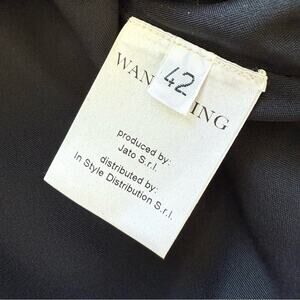 42
WAN ING
produced by:
Jato S.r.l.
distributed by:
In Style Distribution S.r.l.